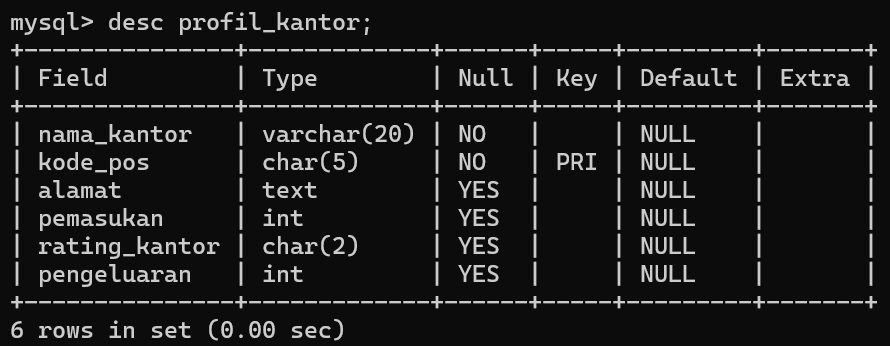 mysql> desc profil_kantor;
+---------------+-------------+------+-----+---------+-------+
| Field         | Type        | Null | Key | Default | Extra |
+---------------+-------------+------+-----+---------+-------+
| nama_kantor   | varchar(20) | NO   |     | NULL    |       |
| kode_pos      | char(5)     | NO   | PRI | NULL    |       |
| alamat        | text        | YES  |     | NULL    |       |
| pemasukan     | int         | YES  |     | NULL    |       |
| rating_kantor | char(2)     | YES  |     | NULL    |       |
| pengeluaran   | int         | YES  |     | NULL    |       |
+---------------+-------------+------+-----+---------+-------+
6 rows in set (0.00 sec)